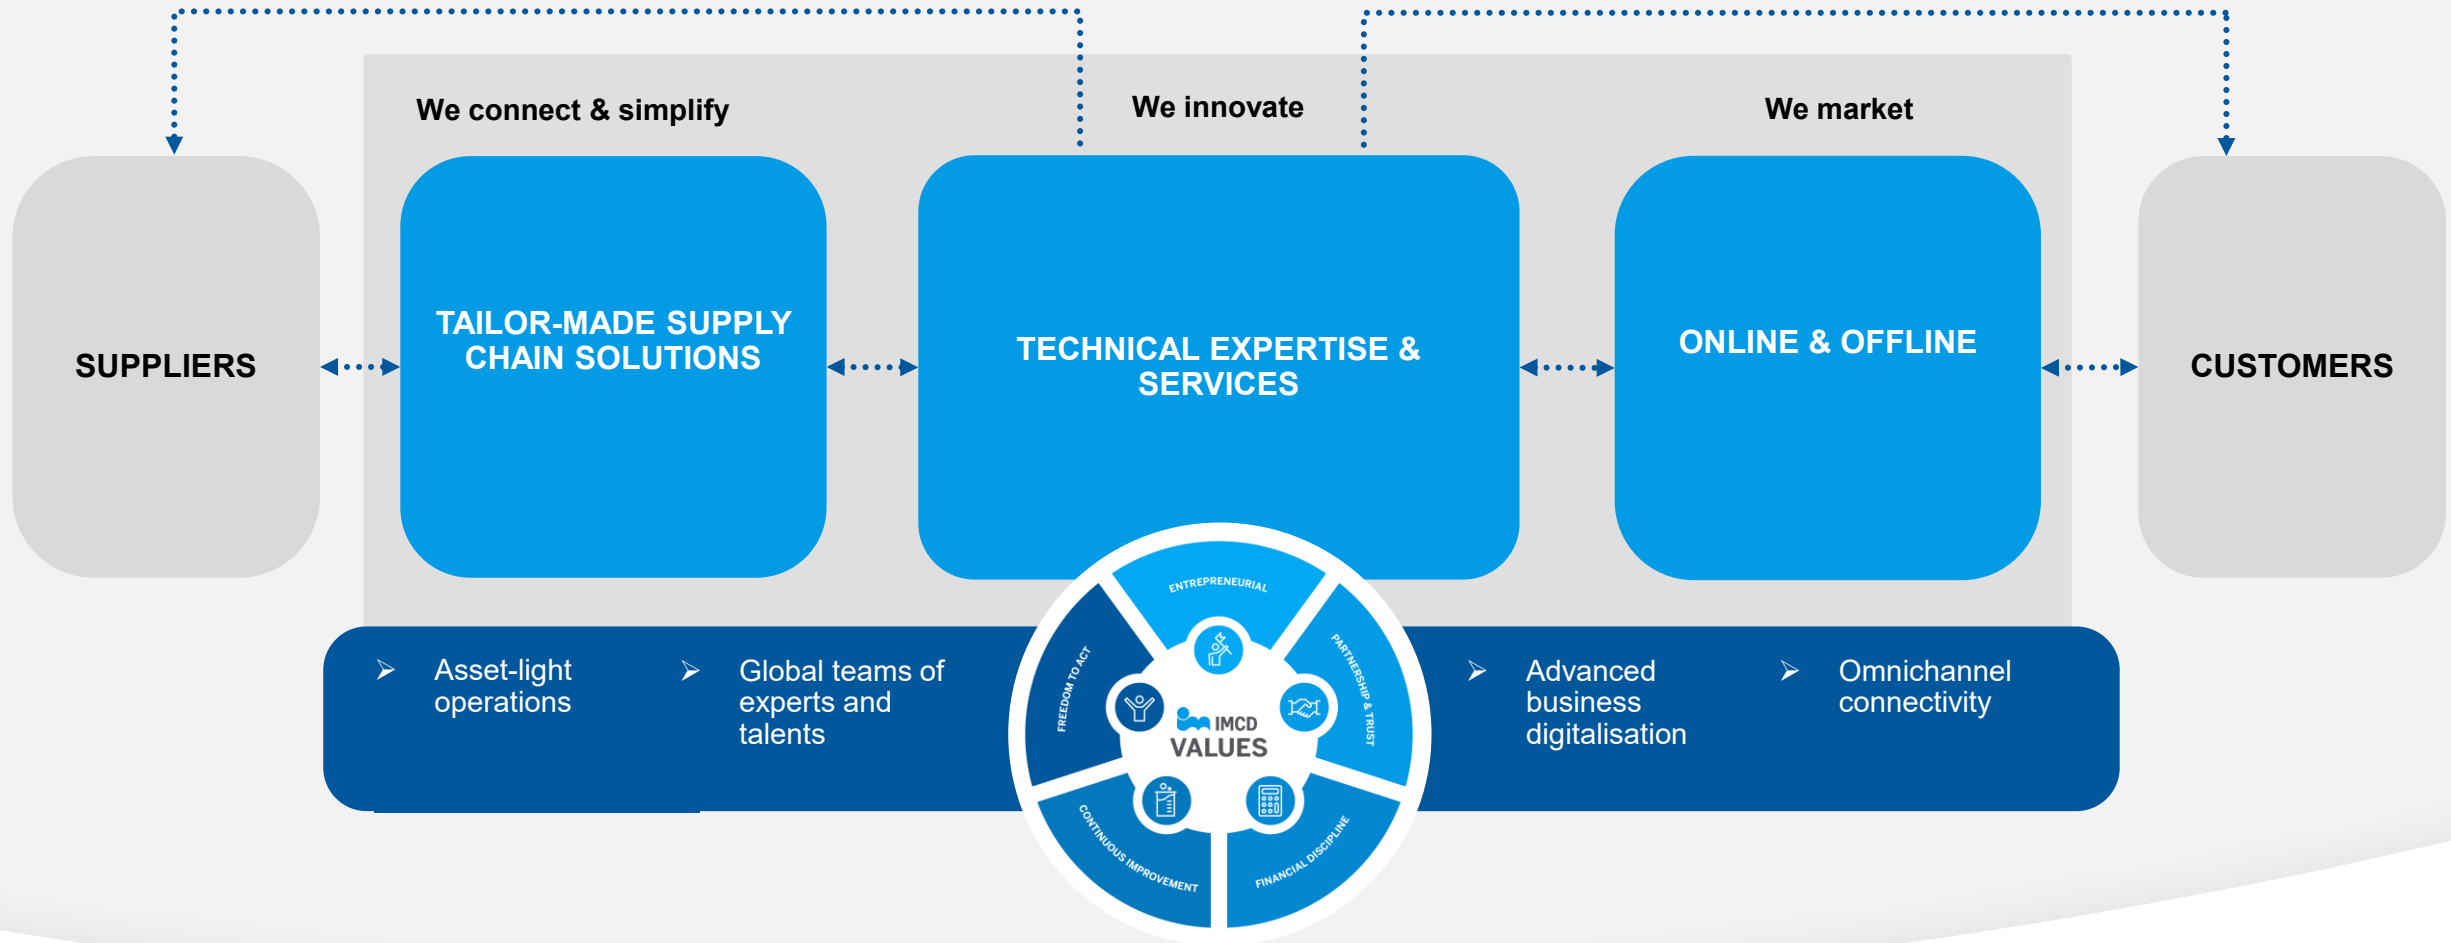 We connect & simplify
We innovate
We market
SUPPLIERS
TAILOR-MADE SUPPLY
CHAIN SOLUTIONS
TECHNICAL EXPERTISE &
SERVICES
ONLINE & OFFLINE
CUSTOMERS
Asset-light
operations
Global teams of
experts and
talents
ENTREPRENEURIAL
FREEDOM TO ACT
PARTNERSHIP & TRUST
IMCD
VALUES
CONTINUOUS IMPROVEMENT
FINANCIAL DISCIPLINE
Advanced
business
digitalisation
Omnichannel
connectivity